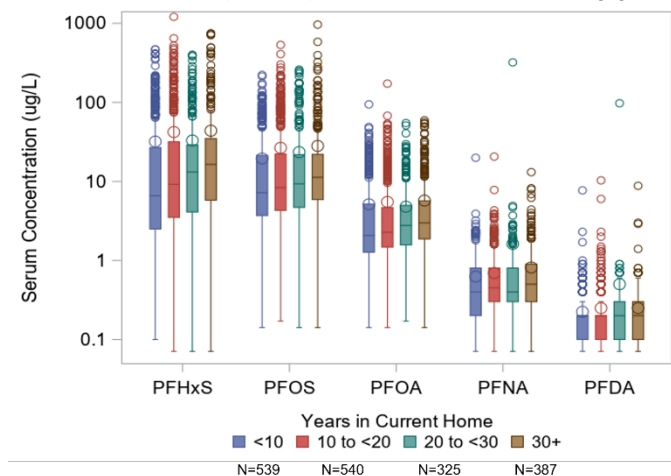 Serum Concentration (ug/L)
1000
100
10
1
0.1
PFHxS PFOS PFOA PFNA PFDA
Years in Current Home
<10 10 to <20 20 to <30 30+
N=539 N=540 N=325 N=387